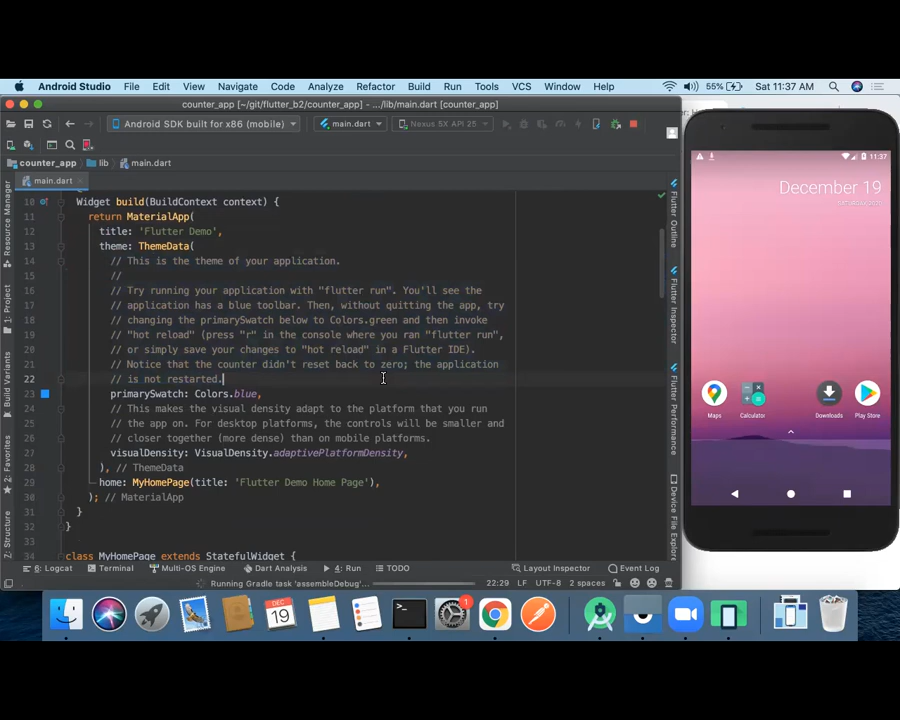 Android Studio File Edit View Navigate Code Analyze Refactor Build Run Tools VCS Window Help 55% Sat 11:37 AM
counter_app [~/git/flutter_b2/counter_app] - .../lib/main.dart [counter_app]
Android SDK built for x86 (mobile) main.dart Nexus 5X API 25
counter_app lib main.dart
main.dart
10 Widget build(BuildContext context) {
11 return MaterialApp(
12 title: 'Flutter Demo',
13 theme: ThemeData(
14 // This is the theme of your application.
15 //
16 // Try running your application with "flutter run". You'll see the
17 // application has a blue toolbar. Then, without quitting the app, try
18 // changing the primarySwatch below to Colors.green and then invoke
19 // "hot reload" (press "r" in the console where you ran "flutter run",
20 // or simply save your changes to "hot reload" in a Flutter IDE).
21 // Notice that the counter didn't reset back to zero; the application
22 // is not restarted.
23 primarySwatch: Colors.blue,
24 // This makes the visual density adapt to the platform that you run
25 // the app on. For desktop platforms, the controls will be smaller and
26 // closer together (more dense) than on mobile platforms.
27 visualDensity: VisualDensity.adaptivePlatformDensity,
28 ), // ThemeData
29 home: MyHomePage(title: 'Flutter Demo Home Page'),
30 ); // MaterialApp
31 }
32 }
33
34 class MyHomePage extends StatefulWidget {
Resource Manager
1: Project
Build Variants
2: Favorites
Structure
Flutter Outline
Flutter Inspector
Flutter Performance
Device File Explorer
6: Logcat Terminal Multi-OS Engine Dart Analysis 4: Run TODO Layout Inspector Event Log
Running Gradle task 'assembleDebug'... 22:29 LF UTF-8 2 spaces
11:37
December 19
Maps Calculator Downloads Play Store
DEC
19
1